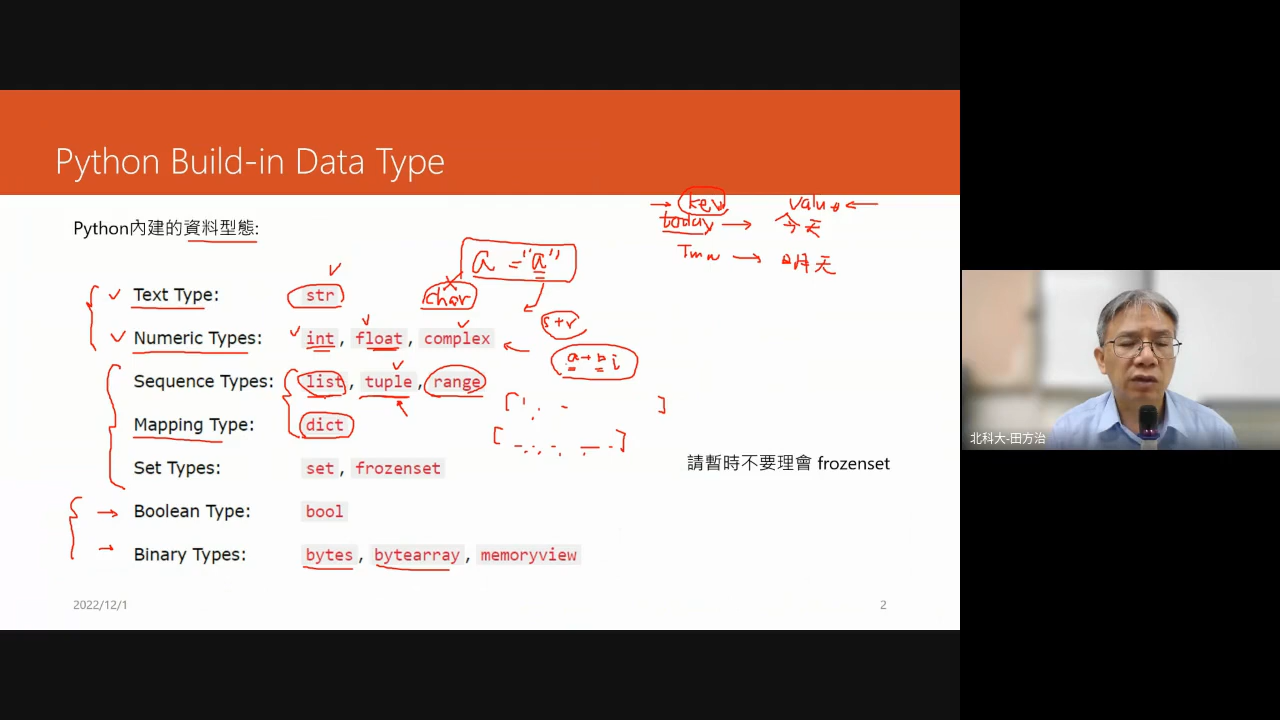 Python Build-in Data Type
Python內建的資料型態:
key value
today 今天
明天
a = "a"
Text Type: str char
str
Numeric Types: int, float, complex
Sequence Types: list, tuple, range
Mapping Type: dict
Set Types: set, frozenset
請暫時不要理會 frozenset
Boolean Type: bool
Binary Types: bytes, bytearray, memoryview
2022/12/1
2
北科大-田方治